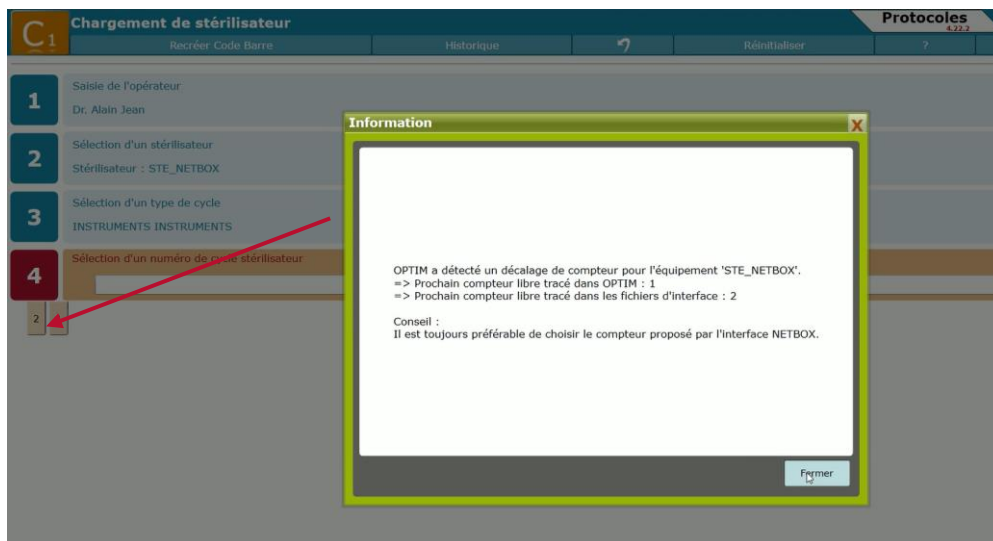 C1
Chargement de stérilisateur
Protocoles
4.22.2
Recréer Code Barre
Historique
Réinitialiser
?
1
Saisie de l'opérateur
Dr. Alain Jean
2
Sélection d'un stérilisateur
Stérilisateur : STE_NETBOX
3
Sélection d'un type de cycle
INSTRUMENTS INSTRUMENTS
4
Sélection d'un numéro de cycle stérilisateur
2
Information
X
OPTIM a détecté un décalage de compteur pour l'équipement 'STE_NETBOX'.
=> Prochain compteur libre tracé dans OPTIM : 1
=> Prochain compteur libre tracé dans les fichiers d'interface : 2
Conseil :
Il est toujours préférable de choisir le compteur proposé par l'interface NETBOX.
Fermer